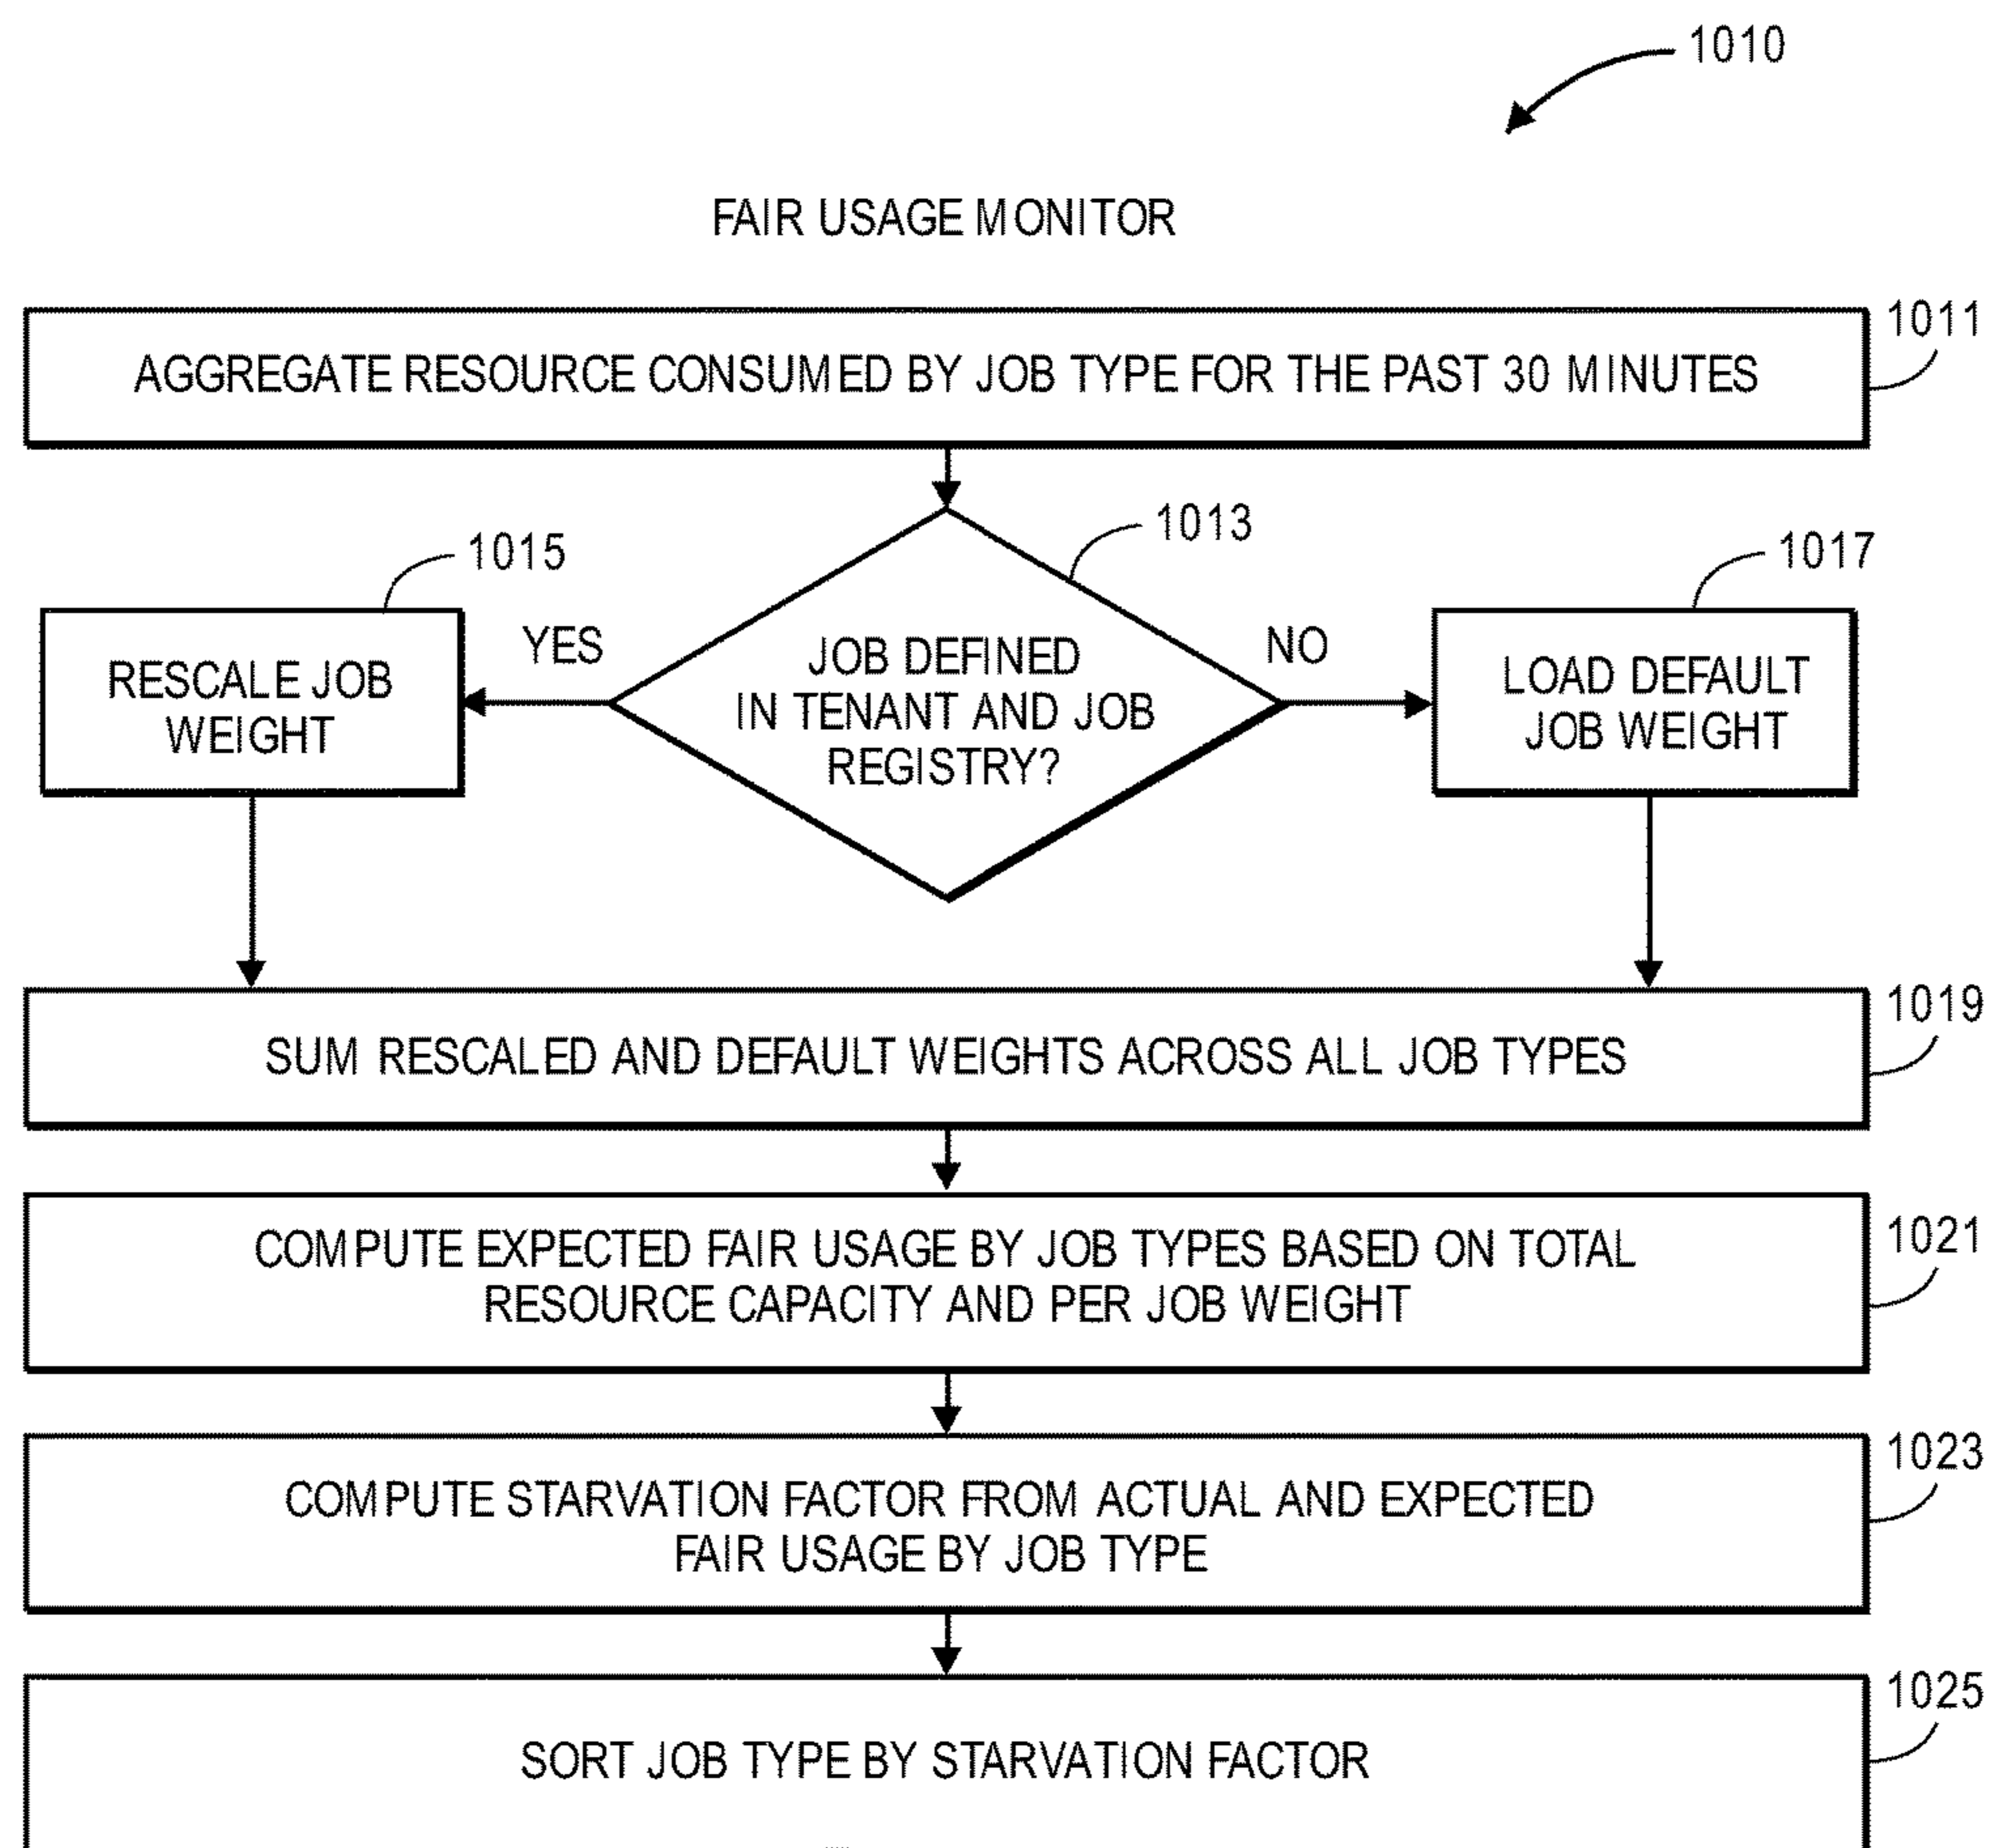 1010
FAIR USAGE MONITOR
1011
AGGREGATE RESOURCE CONSUMED BY JOB TYPE FOR THE PAST 30 MINUTES
1013
1015
1017
RESCALE JOB
WEIGHT
YES
JOB DEFINED
IN TENANT AND JOB
REGISTRY?
NO
LOAD DEFAULT
JOB WEIGHT
1019
SUM RESCALED AND DEFAULT WEIGHTS ACROSS ALL JOB TYPES
1021
COMPUTE EXPECTED FAIR USAGE BY JOB TYPES BASED ON TOTAL
RESOURCE CAPACITY AND PER JOB WEIGHT
1023
COMPUTE STARVATION FACTOR FROM ACTUAL AND EXPECTED
FAIR USAGE BY JOB TYPE
1025
SORT JOB TYPE BY STARVATION FACTOR